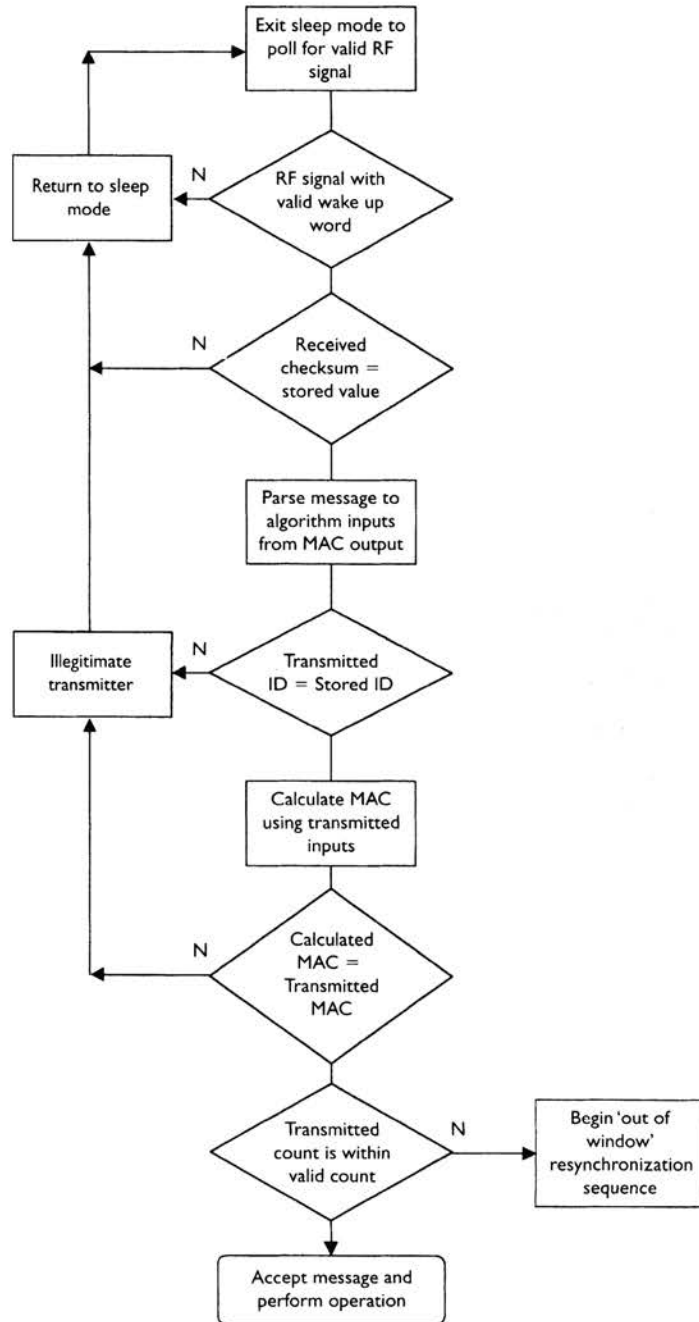 Exit sleep mode to
poll for valid RF
signal
N
Return to sleep
mode
RF signal with
valid wake up
word
N
Received
checksum =
stored value
Parse message to
algorithm inputs
from MAC output
N
Illegitimate
transmitter
Transmitted
ID = Stored ID
Calculate MAC
using transmitted
inputs
N
Calculated
MAC =
Transmitted
MAC
Transmitted
count is within
valid count
N
Begin ‘out of
window’
resynchronization
sequence
Accept message and
perform operation